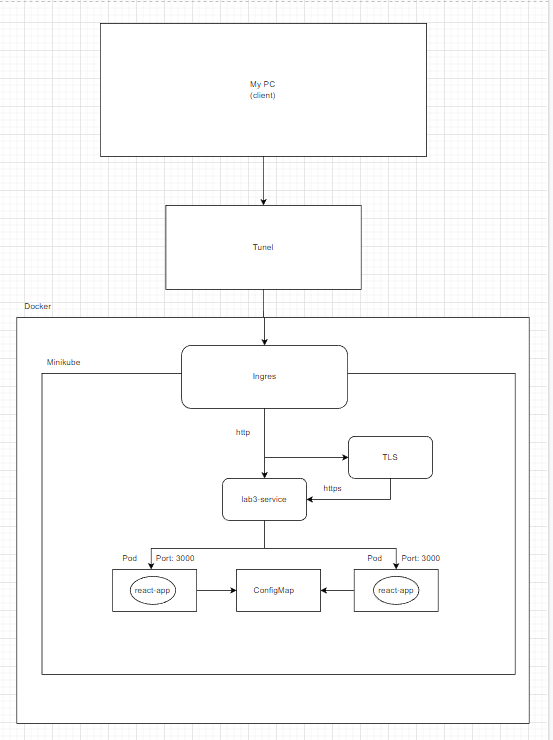 My PC
(client)
Tunel
Docker
Minikube
Ingres
http
TLS
https
lab3-service
Pod
Port: 3000
Pod
Port: 3000
react-app
ConfigMap
react-app